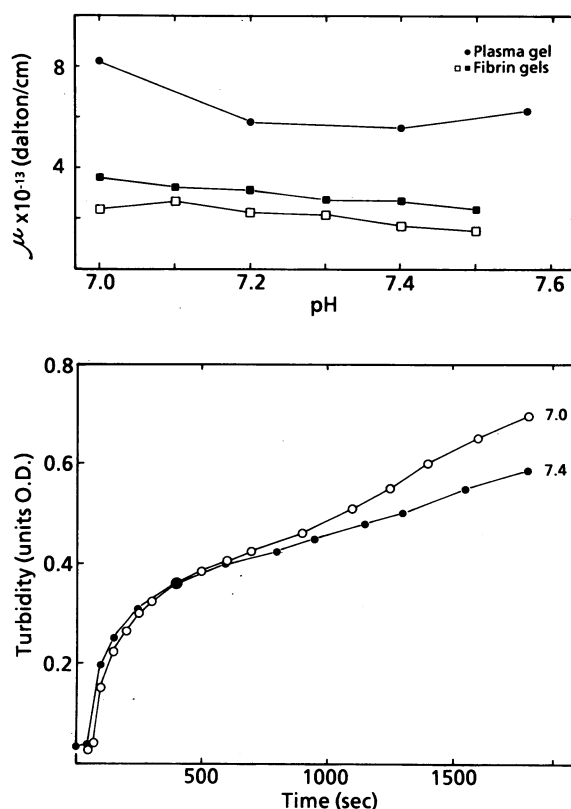 8
4
μ x10⁻¹³ (dalton/cm)
● Plasma gel
□ ■ Fibrin gels
7.0 7.2 7.4 7.6
pH
0.8
0.6
0.4
0.2
Turbidity (units O.D.)
7.0
7.4
500 1000 1500
Time (sec)